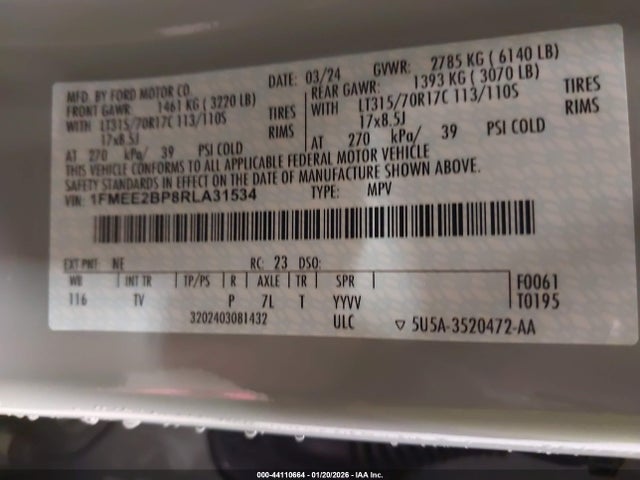 MFD. BY FORD MOTOR CO. DATE: 03/24 GVWR: 2785 KG ( 6140 LB)
FRONT GAWR: 1461 KG ( 3220 LB) REAR GAWR: 1393 KG ( 3070 LB)
WITH LT315/70R17C 113/110S TIRES WITH LT315/70R17C 113/110S TIRES
17x8.5J RIMS 17x8.5J RIMS
AT 270 kPa/ 39 PSI COLD AT 270 kPa/ 39 PSI COLD
THIS VEHICLE CONFORMS TO ALL APPLICABLE FEDERAL MOTOR VEHICLE
SAFETY STANDARDS IN EFFECT ON THE DATE OF MANUFACTURE SHOWN ABOVE.
VIN: 1FMEE2BP8RLA31534 TYPE: MPV
EXT PNT: NE RC: 23 DSO:
WB INT TR TP/PS R AXLE TR SPR F0061
116 TV P 7L T YYVV T0195
3202403081432 ULC ▽ 5U5A-3520472-AA
000-44110664 - 01/20/2026 - IAA Inc.